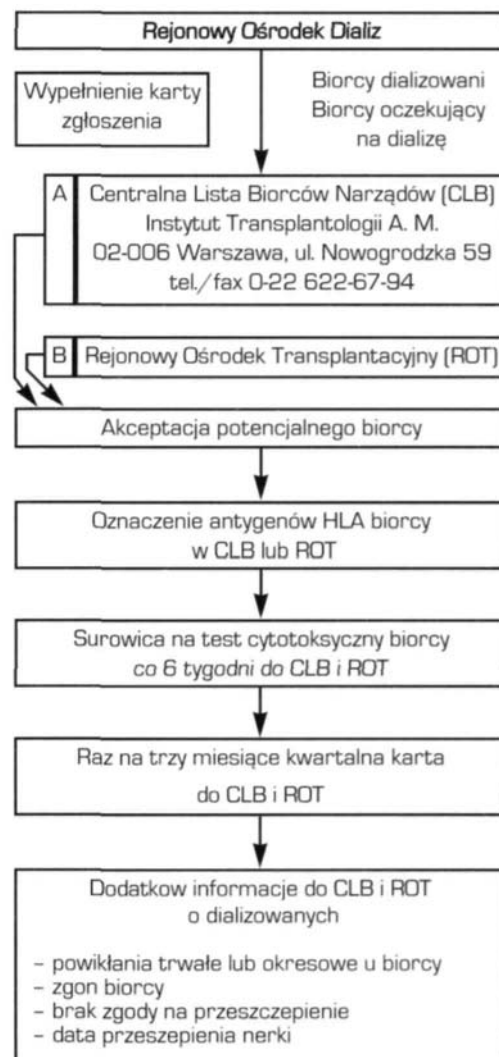 Rejonowy Ośrodek Dializ
Wypełnienie karty
zgłoszenia
Biorcy dializowani
Biorcy oczekujący
na dializę
A
Centralna Lista Biorców Narządów (CLB)
Instytut Transplantologii A. M.
02-006 Warszawa, ul. Nowogrodzka 59
tel./fax 0-22 622-67-94
B
Rejonowy Ośrodek Transplantacyjny (ROT)
Akceptacja potencjalnego biorcy
Oznaczenie antygenów HLA biorcy
w CLB lub ROT
Surowica na test cytotoksyczny biorcy
co 6 tygodni do CLB i ROT
Raz na trzy miesiące kwartalna karta
do CLB i ROT
Dodatkow informacje do CLB i ROT
o dializowanych
– powikłania trwałe lub okresowe u biorcy
– zgon biorcy
– brak zgody na przeszczepienie
– data przeszepienia nerki